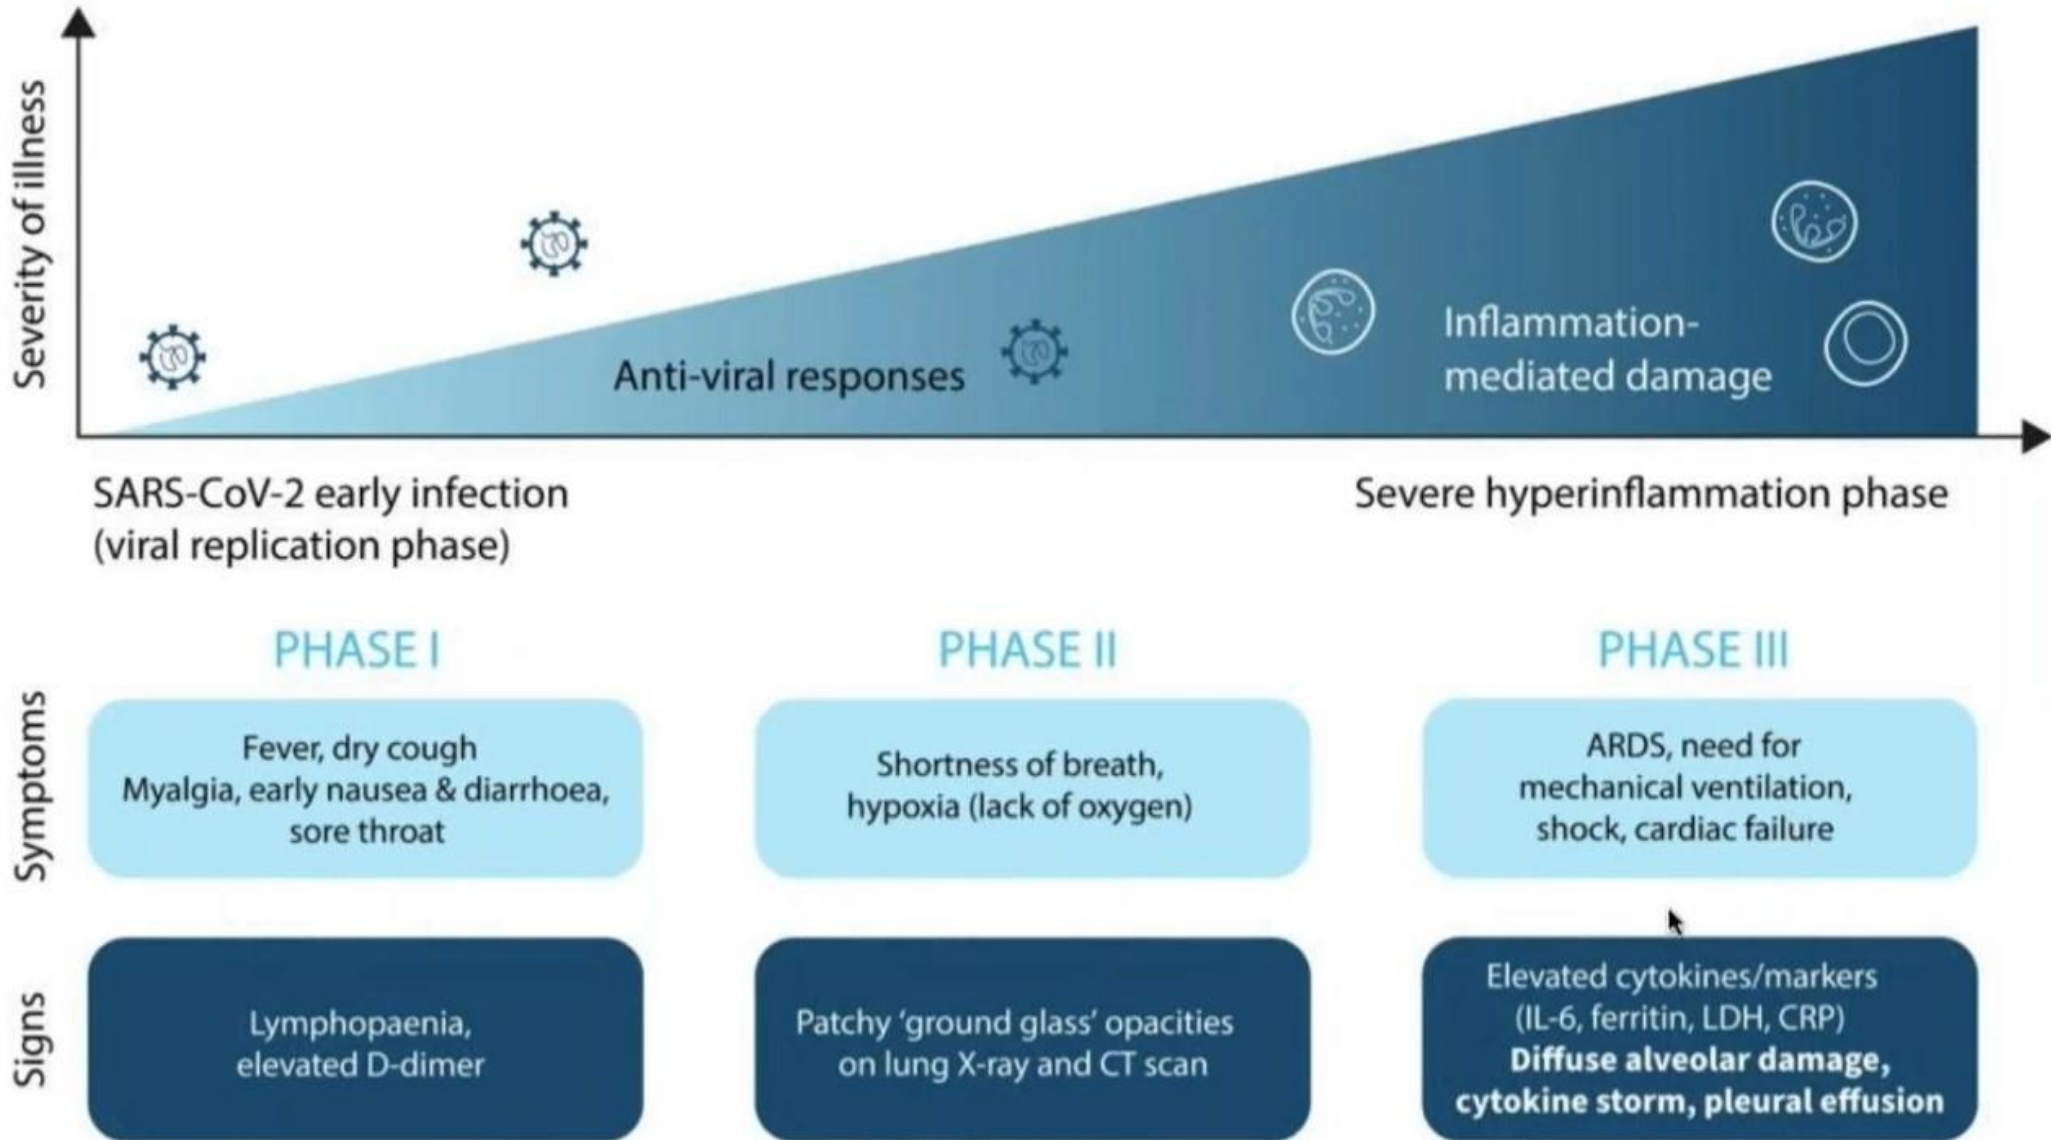 Severity of illness
Anti-viral responses
Inflammation-
mediated damage
SARS-CoV-2 early infection
(viral replication phase)
Severe hyperinflammation phase
PHASE I
PHASE II
PHASE III
Symptoms
Fever, dry cough
Myalgia, early nausea & diarrhoea,
sore throat
Shortness of breath,
hypoxia (lack of oxygen)
ARDS, need for
mechanical ventilation,
shock, cardiac failure
Signs
Lymphopaenia,
elevated D-dimer
Patchy ‘ground glass’ opacities
on lung X-ray and CT scan
Elevated cytokines/markers
(IL-6, ferritin, LDH, CRP)
Diffuse alveolar damage,
cytokine storm, pleural effusion